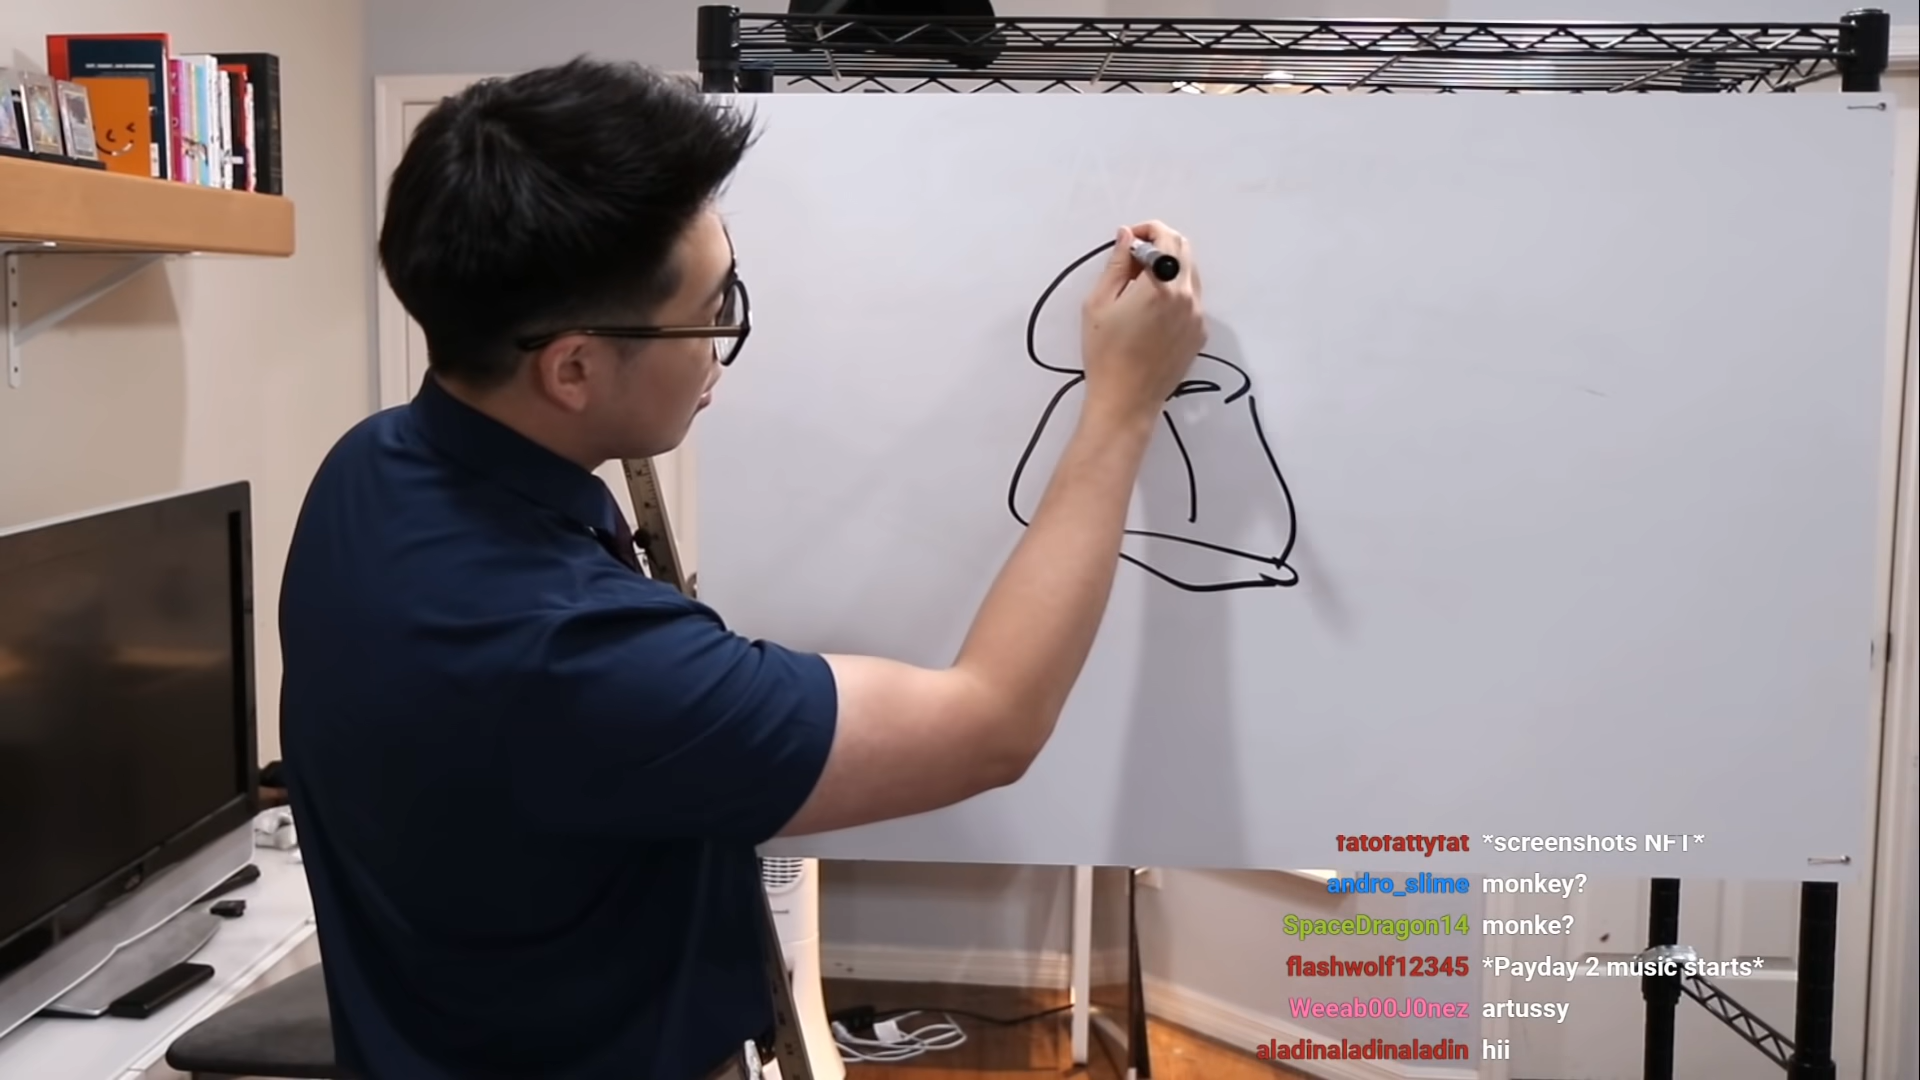 fatofattyfat *screenshots NFT*
andro_slime monkey?
SpaceDragon14 monke?
flashwolf12345 *Payday 2 music starts*
Weeab00J0nez artussy
aladinaladinaladin hii